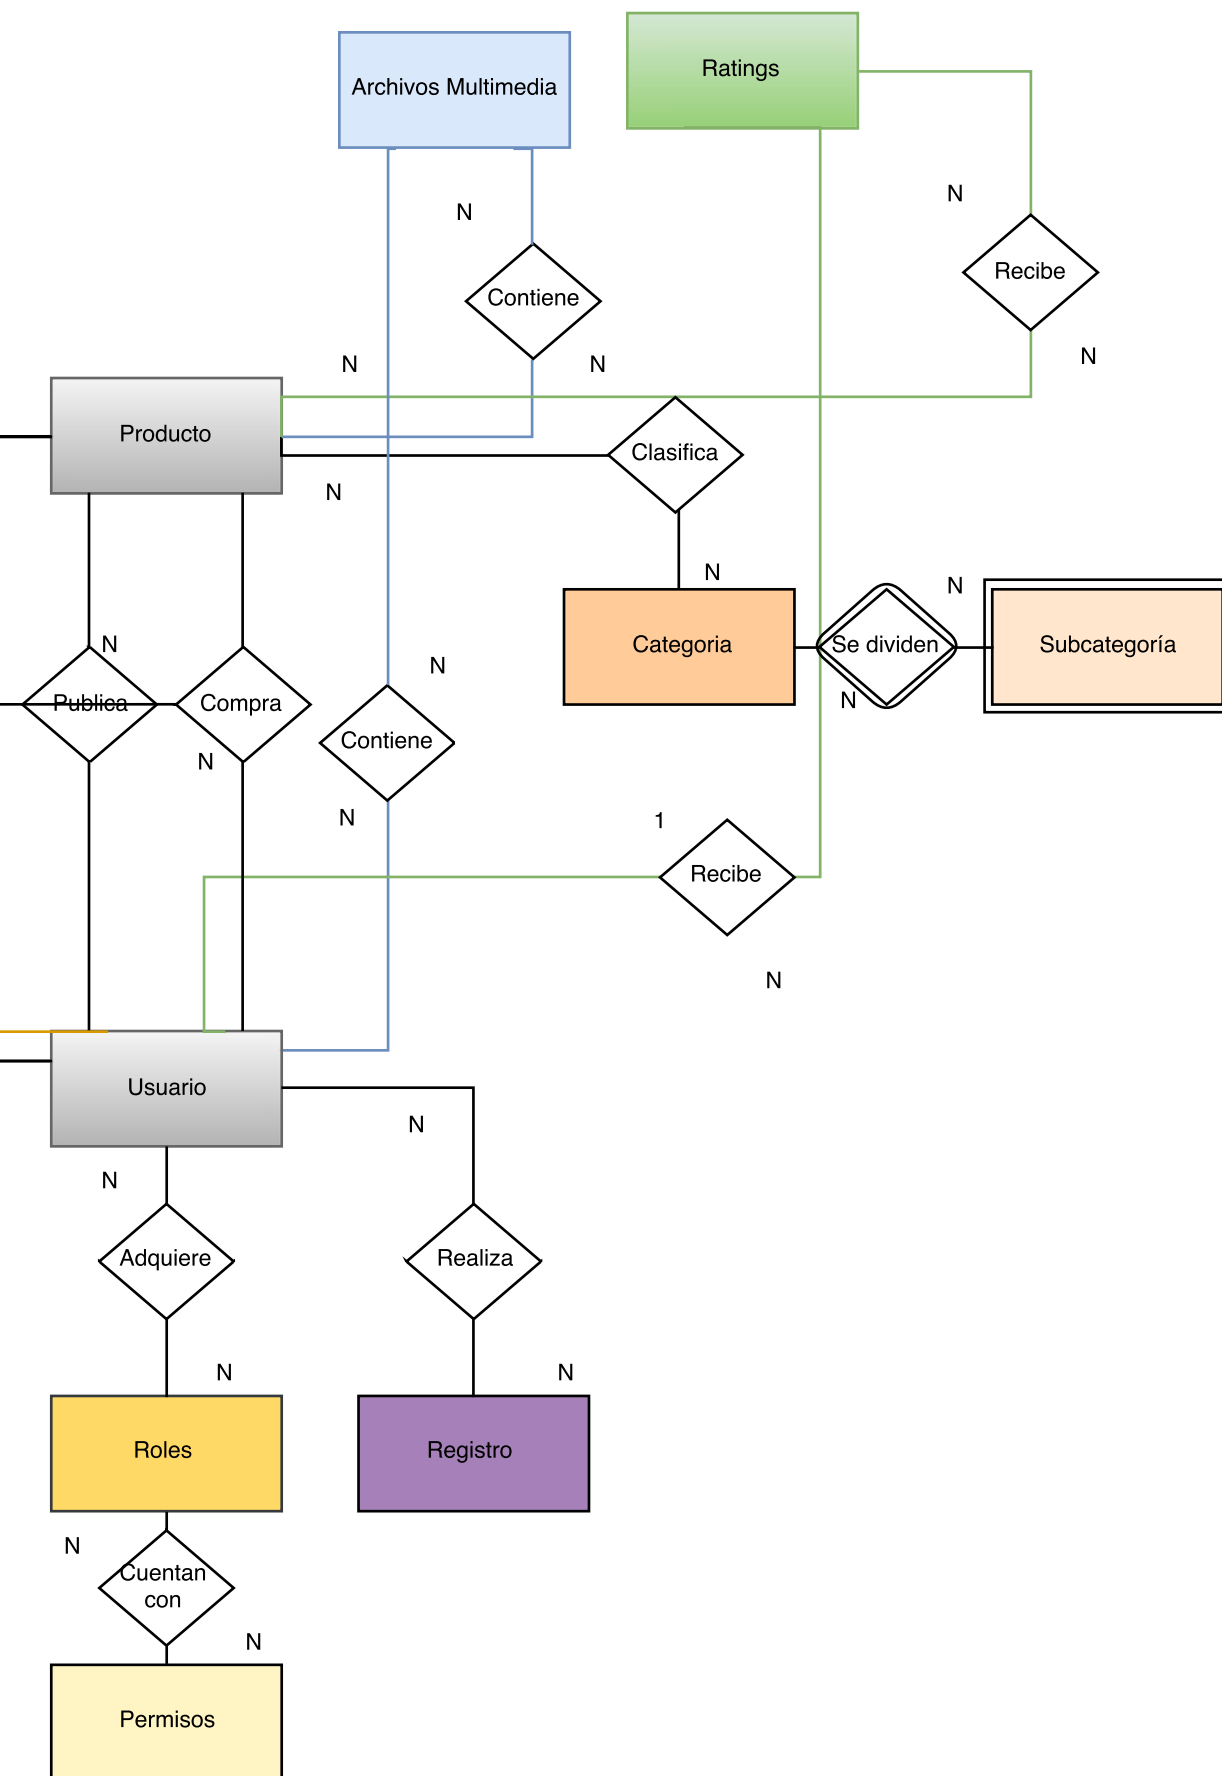 Ratings
Archivos Multimedia
N
N
Recibe
Contiene
N
N
N
Producto
Clasifica
N
N
N
N
Categoria
Se dividen
Subcategoría
N
N
Publica
Compra
N
Contiene
N
1
Recibe
N
Usuario
N
N
Adquiere
Realiza
N
N
Roles
Registro
N
Cuentan
con
N
Permisos